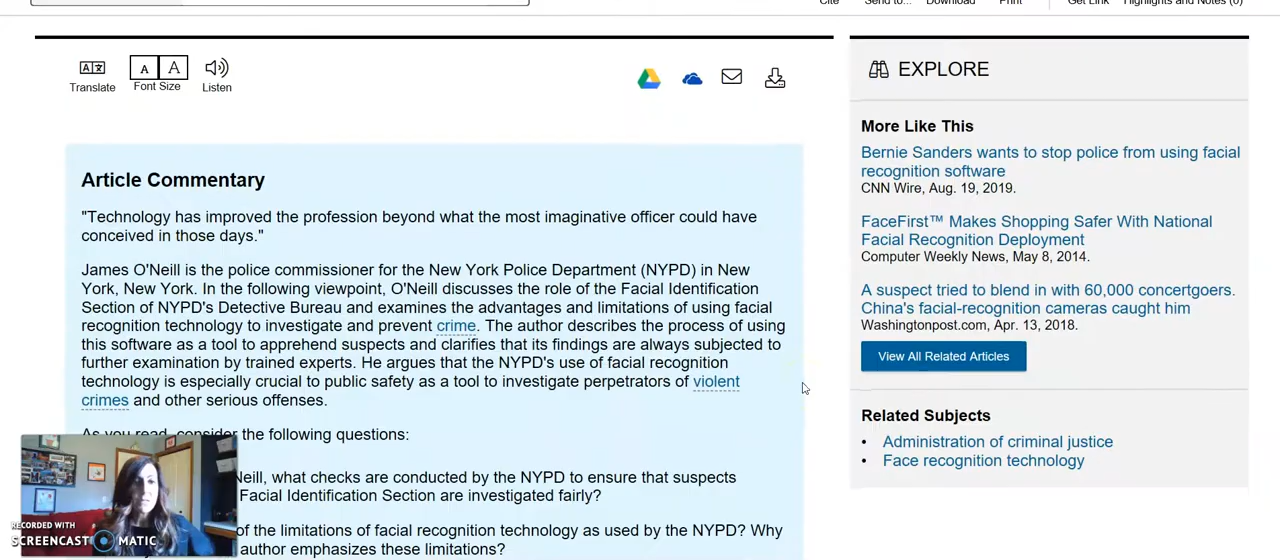 Cite Send to... Download Print Get Link Highlights and Notes (0)
Translate
A A
Font Size
Listen
Article Commentary
"Technology has improved the profession beyond what the most imaginative officer could have
conceived in those days."
James O'Neill is the police commissioner for the New York Police Department (NYPD) in New
York, New York. In the following viewpoint, O'Neill discusses the role of the Facial Identification
Section of NYPD's Detective Bureau and examines the advantages and limitations of using facial
recognition technology to investigate and prevent crime. The author describes the process of using
this software as a tool to apprehend suspects and clarifies that its findings are always subjected to
further examination by trained experts. He argues that the NYPD's use of facial recognition
technology is especially crucial to public safety as a tool to investigate perpetrators of violent
crimes and other serious offenses.
As you read, consider the following questions:
Neill, what checks are conducted by the NYPD to ensure that suspects
Facial Identification Section are investigated fairly?
of the limitations of facial recognition technology as used by the NYPD? Why
author emphasizes these limitations?
RECORDED WITH
SCREENCAST MATIC
EXPLORE
More Like This
Bernie Sanders wants to stop police from using facial
recognition software
CNN Wire, Aug. 19, 2019.
FaceFirst™ Makes Shopping Safer With National
Facial Recognition Deployment
Computer Weekly News, May 8, 2014.
A suspect tried to blend in with 60,000 concertgoers.
China's facial-recognition cameras caught him
Washingtonpost.com, Apr. 13, 2018.
View All Related Articles
Related Subjects
• Administration of criminal justice
• Face recognition technology